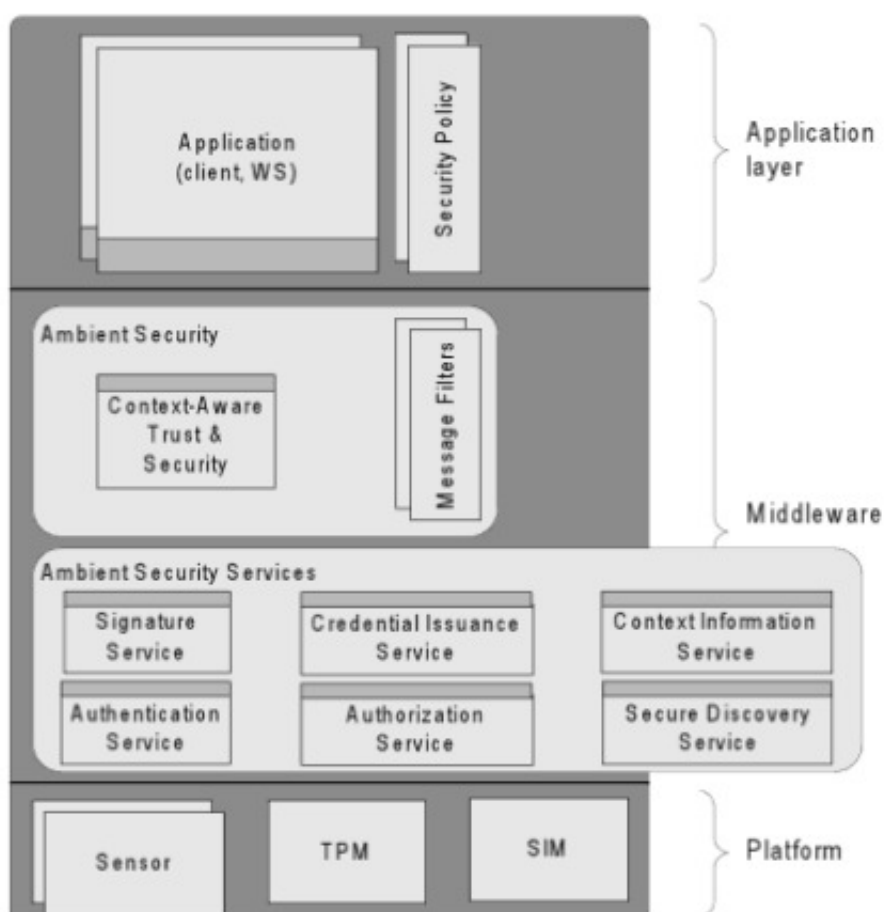 Application
(client, WS)
Security Policy
Application
layer
Ambient Security
Context-Aware
Trust &
Security
Message Filters
Middleware
Ambient Security Services
Signature
Service
Credential Issuance
Service
Context Information
Service
Authentication
Service
Authorization
Service
Secure Discovery
Service
Sensor
TPM
SIM
Platform